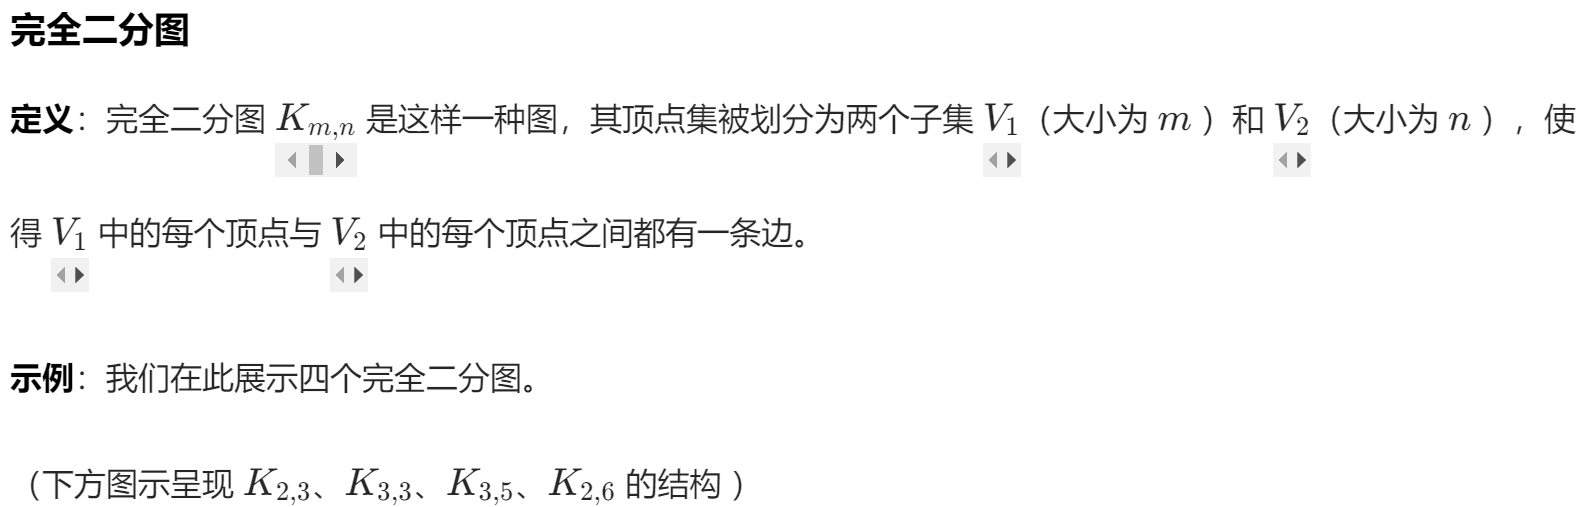 完全二分图
定义：完全二分图 K_{m,n} 是这样一种图，其顶点集被划分为两个子集 V_1（大小为 m ）和 V_2（大小为 n ），使
得 V_1 中的每个顶点与 V_2 中的每个顶点之间都有一条边。
示例：我们在此展示四个完全二分图。
（下方图示呈现 K_{2,3}、K_{3,3}、K_{3,5}、K_{2,6} 的结构 ）